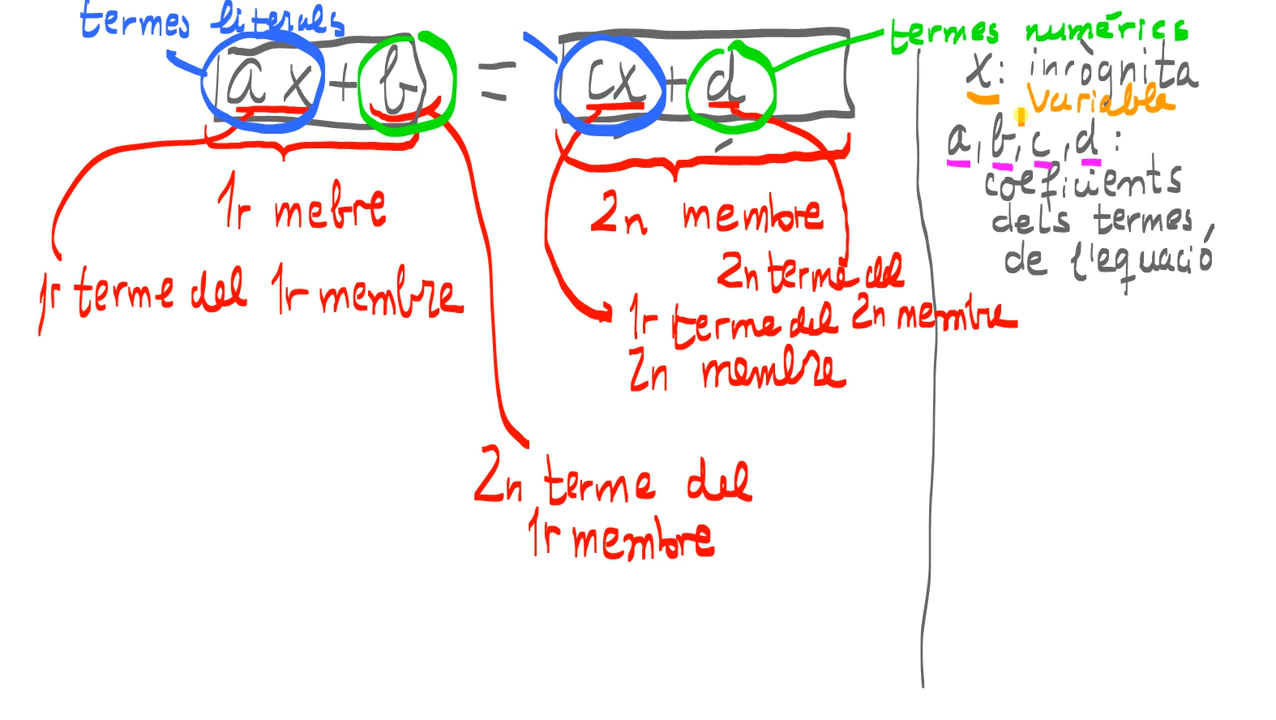 termes literals
termes numérics
ax + b = cx + d
x: incògnita
Variable
a, b, c, d:
coeficients
dels termes
de l'equació
1r mebre
2n membre
1r terme del 1r membre
2n terme del
2n membre
1r terme del
2n membre
2n terme del
1r membre